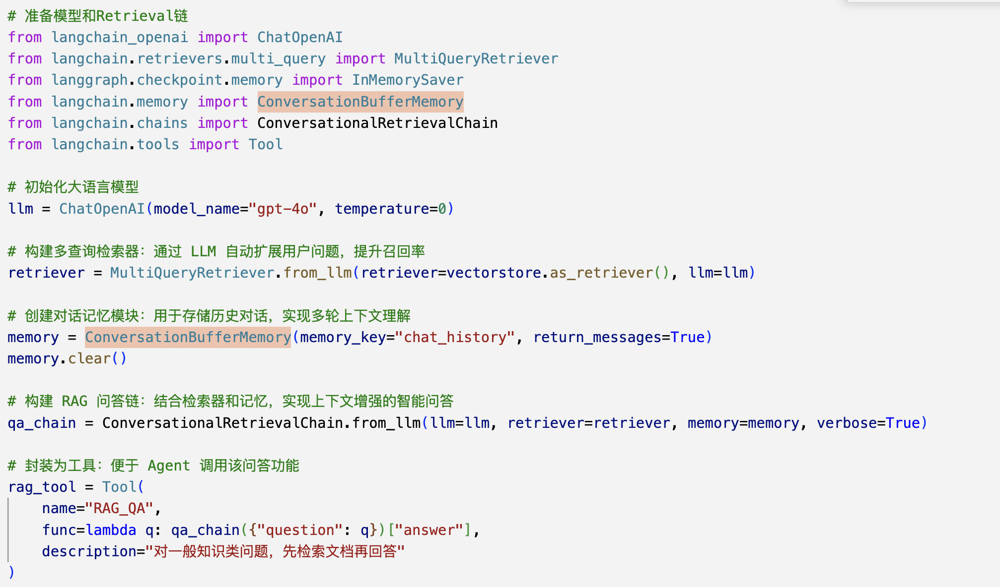 # 准备模型和Retrieval链
from langchain_openai import ChatOpenAI
from langchain.retrievers.multi_query import MultiQueryRetriever
from langgraph.checkpoint.memory import InMemorySaver
from langchain.memory import ConversationBufferMemory
from langchain.chains import ConversationalRetrievalChain
from langchain.tools import Tool
# 初始化大语言模型
llm = ChatOpenAI(model_name="gpt-4o", temperature=0)
# 构建多查询检索器：通过 LLM 自动扩展用户问题，提升召回率
retriever = MultiQueryRetriever.from_llm(retriever=vectorstore.as_retriever(), llm=llm)
# 创建对话记忆模块：用于存储历史对话，实现多轮上下文理解
memory = ConversationBufferMemory(memory_key="chat_history", return_messages=True)
memory.clear()
# 构建 RAG 问答链：结合检索器和记忆，实现上下文增强的智能问答
qa_chain = ConversationalRetrievalChain.from_llm(llm=llm, retriever=retriever, memory=memory, verbose=True)
# 封装为工具：便于 Agent 调用该问答功能
rag_tool = Tool(
    name="RAG_QA",
    func=lambda q: qa_chain({"question": q})["answer"],
    description="对一般知识类问题，先检索文档再回答"
)